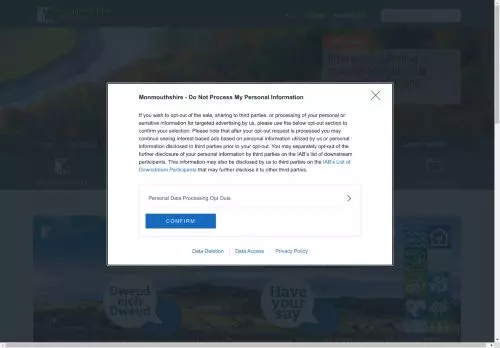 Monmouthshire - Do Not Process My Personal Information
If you wish to opt-out of the sale, sharing to third parties, or processing of your personal or
sensitive information for targeted advertising by us, please use the below opt-out section to
confirm your selection. Please note that after your opt-out request is processed you may
continue seeing interest-based ads based on personal information utilized by us or personal
information disclosed to third parties prior to your opt-out. You may separately opt-out of the
further disclosure of your personal information by third parties on the IAB's list of downstream
participants. This information may also be disclosed by us to third parties on the IAB's List of
Downstream Participants that may further disclose it to other third parties.
Personal Data Processing Opt Outs
CONFIRM
Data Deletion
Data Access
Privacy Policy
Dweud
eich
Dweud
Have
your
say